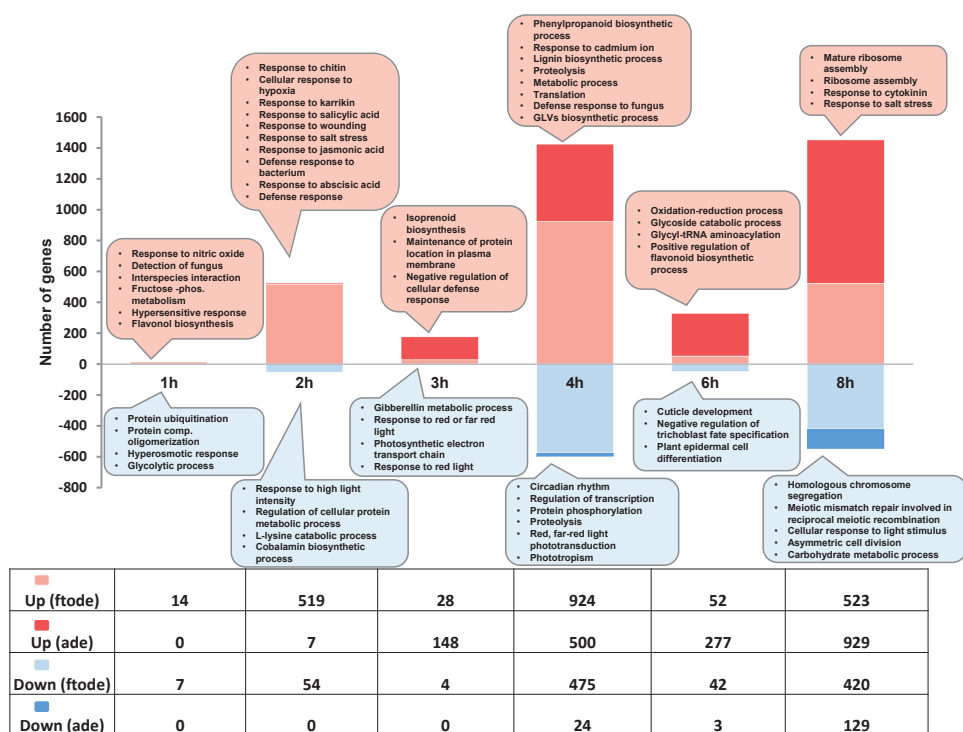 • Phenylpropanoid biosynthetic
process
• Response to cadmium ion
• Lignin biosynthetic process
• Proteolysis
• Metabolic process
• Translation
• Defense response to fungus
• GLVs biosynthetic process
• Mature ribosome
assembly
• Ribosome assembly
• Response to cytokinin
• Response to salt stress
• Response to chitin
• Cellular response to
hypoxia
• Response to karrikin
• Response to salicylic acid
• Response to wounding
• Response to salt stress
• Response to jasmonic acid
• Defense response to
bacterium
• Response to abscisic acid
• Defense response
• Isoprenoid
biosynthesis
• Maintenance of protein
location in plasma
membrane
• Negative regulation of
cellular defense
response
• Oxidation-reduction process
• Glycoside catabolic process
• Glycyl-tRNA aminoacylation
• Positive regulation of
flavonoid biosynthetic
process
• Response to nitric oxide
• Detection of fungus
• Interspecies interaction
• Fructose -phos.
metabolism
• Hypersensitive response
• Flavonol biosynthesis
Number of genes
1600
1400
1200
1000
800
600
400
200
0
-200
-400
-600
-800
1h 2h 3h 4h 6h 8h
• Protein ubiquitination
• Protein comp.
oligomerization
• Hyperosmotic response
• Glycolytic process
• Response to high light
intensity
• Regulation of cellular protein
metabolic process
• L-lysine catabolic process
• Cobalamin biosynthetic
process
• Gibberellin metabolic process
• Response to red or far red
light
• Photosynthetic electron
transport chain
• Response to red light
• Circadian rhythm
• Regulation of transcription
• Protein phosphorylation
• Proteolysis
• Red, far-red light
phototransduction
• Phototropism
• Cuticle development
• Negative regulation of
trichoblast fate specification
• Plant epidermal cell
differentiation
• Homologous chromosome
segregation
• Meiotic mismatch repair involved in
reciprocal meiotic recombination
• Cellular response to light stimulus
• Asymmetric cell division
• Carbohydrate metabolic process
Up (ftode) 14 519 28 924 52 523
Up (ade) 0 7 148 500 277 929
Down (ftode) 7 54 4 475 42 420
Down (ade) 0 0 0 24 3 129